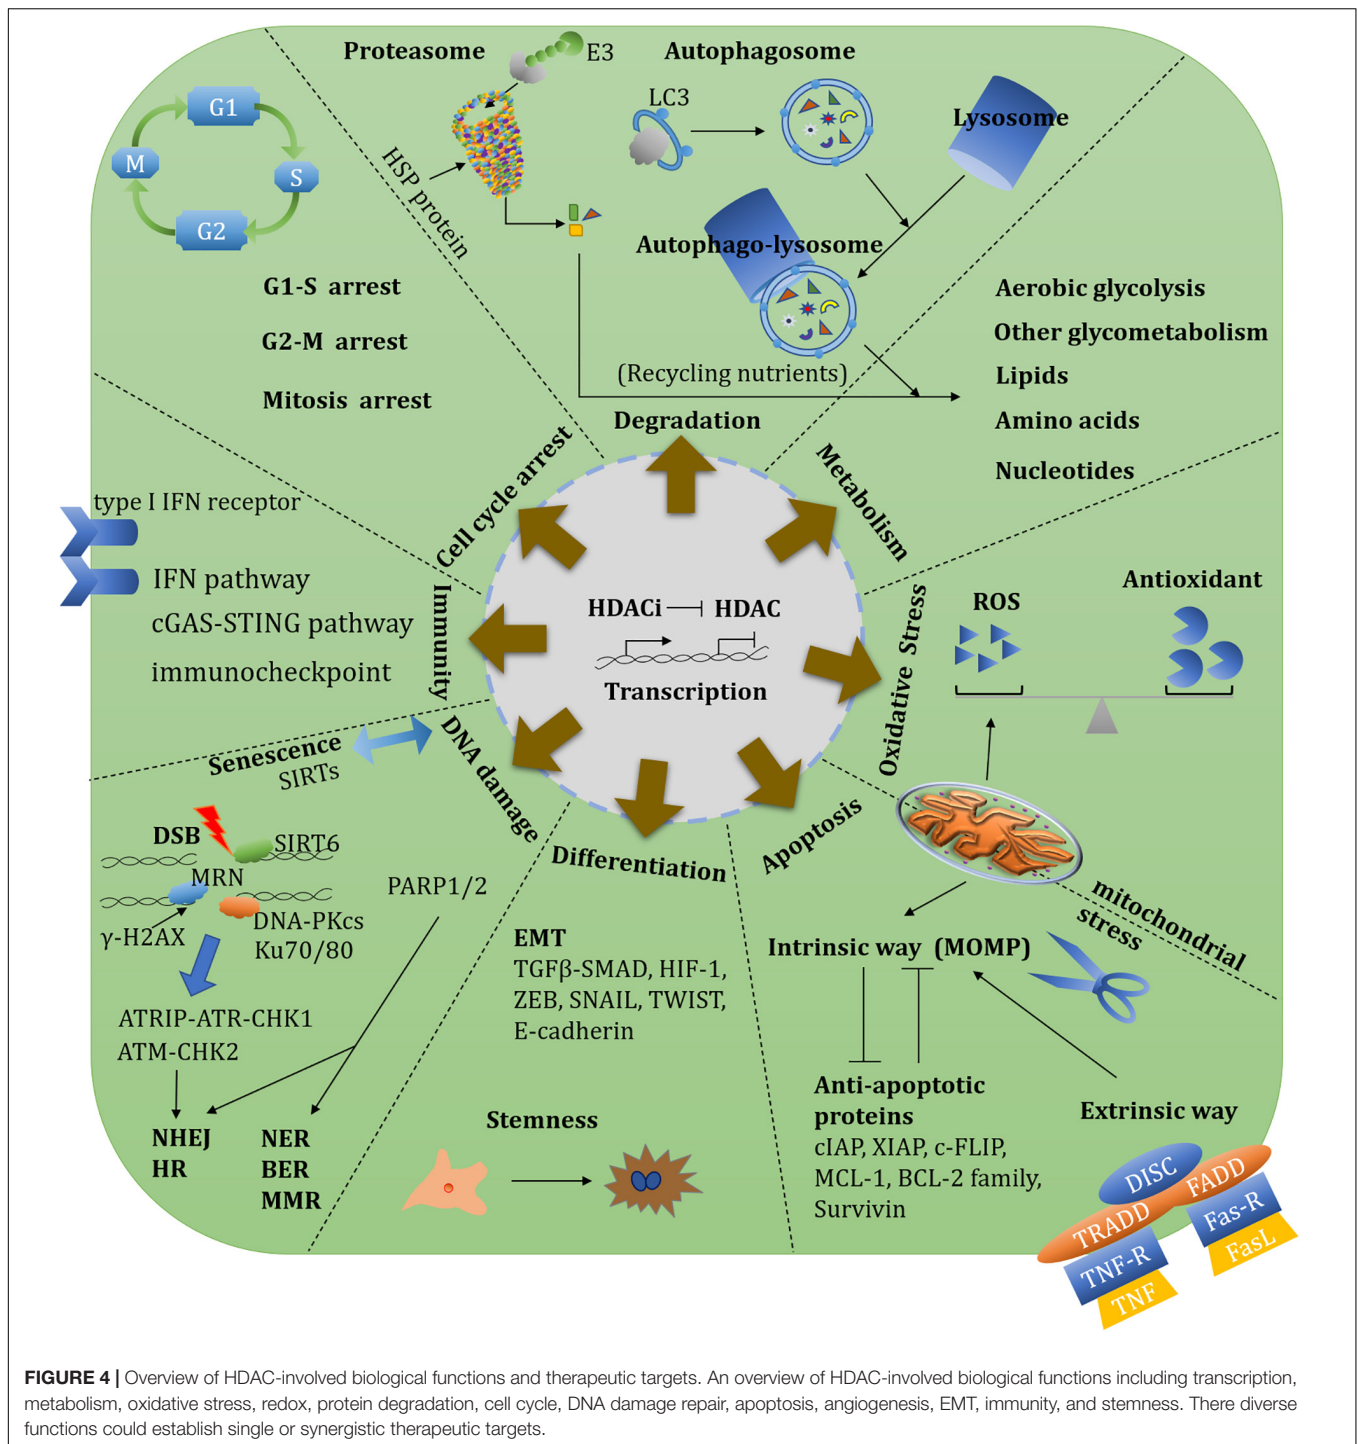 Proteasome
E3
Autophagosome
LC3
Lysosome
HSP protein
Autophago-lysosome
(Recycling nutrients)
Degradation
G1
S
G2
M
G1-S arrest
G2-M arrest
Mitosis arrest
Cell cycle arrest
Aerobic glycolysis
Other glycometabolism
Lipids
Amino acids
Nucleotides
Metabolism
type I IFN receptor
IFN pathway
cGAS-STING pathway
immunocheckpoint
Immunity
HDACi
HDAC
Transcription
Oxidative Stress
ROS
Antioxidant
Senescence
SIRTs
DNA damage
DSB
SIRT6
MRN
γ-H2AX
DNA-PKcs
Ku70/80
PARP1/2
ATRIP-ATR-CHK1
ATM-CHK2
NHEJ
HR
NER
BER
MMR
Differentiation
EMT
TGFβ-SMAD, HIF-1,
ZEB, SNAIL, TWIST,
E-cadherin
Stemness
Apoptosis
mitochondrial
stress
Intrinsic way (MOMP)
Anti-apoptotic
proteins
cIAP, XIAP, c-FLIP,
MCL-1, BCL-2 family,
Survivin
Extrinsic way
DISC
FADD
TRADD
Fas-R
FasL
TNF-R
TNF
FIGURE 4 | Overview of HDAC-involved biological functions and therapeutic targets. An overview of HDAC-involved biological functions including transcription,
metabolism, oxidative stress, redox, protein degradation, cell cycle, DNA damage repair, apoptosis, angiogenesis, EMT, immunity, and stemness. There diverse
functions could establish single or synergistic therapeutic targets.